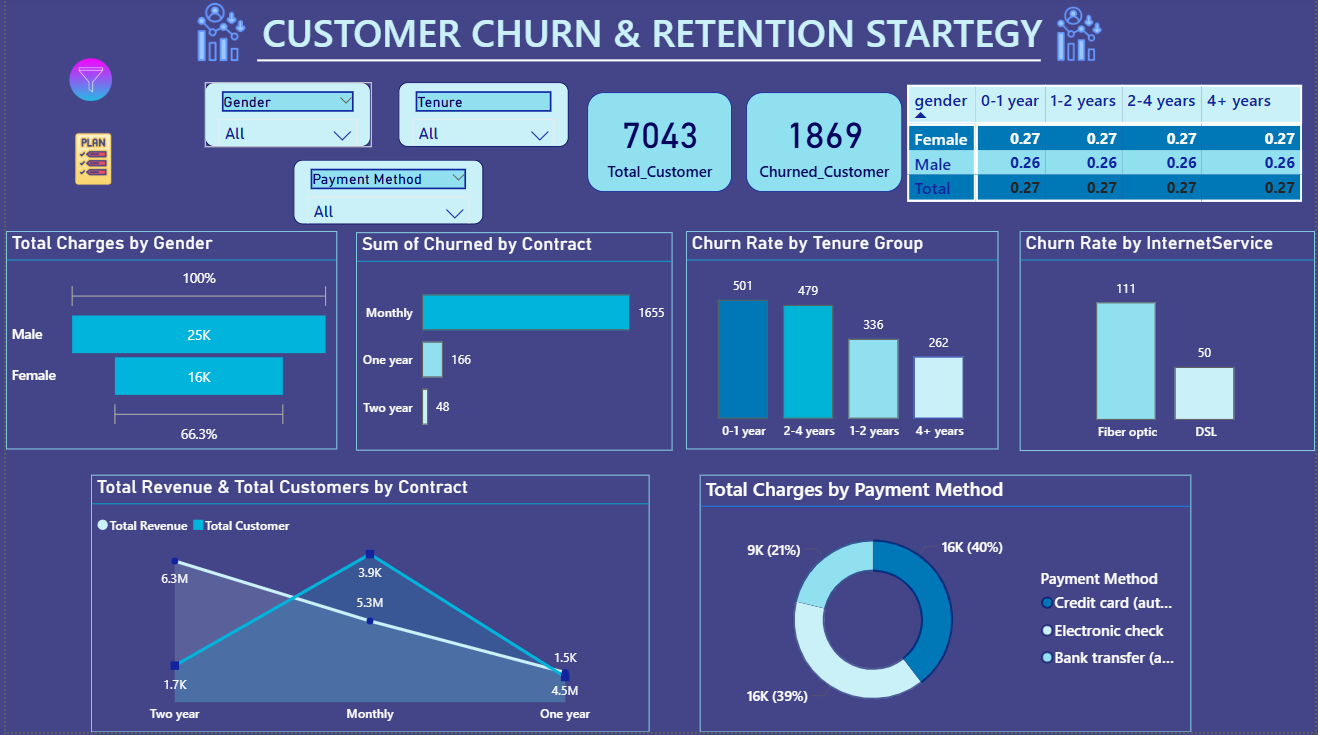 CUSTOMER CHURN & RETENTION STARTEGY
PLAN
Gender
All
Tenure
All
Payment Method
All
7043
Total_Customer
1869
Churned_Customer
gender 0-1 year 1-2 years 2-4 years 4+ years
Female 0.27 0.27 0.27 0.27
Male 0.26 0.26 0.26 0.26
Total 0.27 0.27 0.27 0.27
Total Charges by Gender
100%
Male 25K
Female 16K
66.3%
Sum of Churned by Contract
Monthly 1655
One year 166
Two year 48
Churn Rate by Tenure Group
501 479 336 262
0-1 year 2-4 years 1-2 years 4+ years
Churn Rate by InternetService
111 50
Fiber optic DSL
Total Revenue & Total Customers by Contract
Total Revenue Total Customer
6.3M
3.9K
5.3M
1.5K
1.7K
4.5M
Two year Monthly One year
Total Charges by Payment Method
9K (21%)
16K (40%)
16K (39%)
Payment Method
Credit card (aut...
Electronic check
Bank transfer (a...